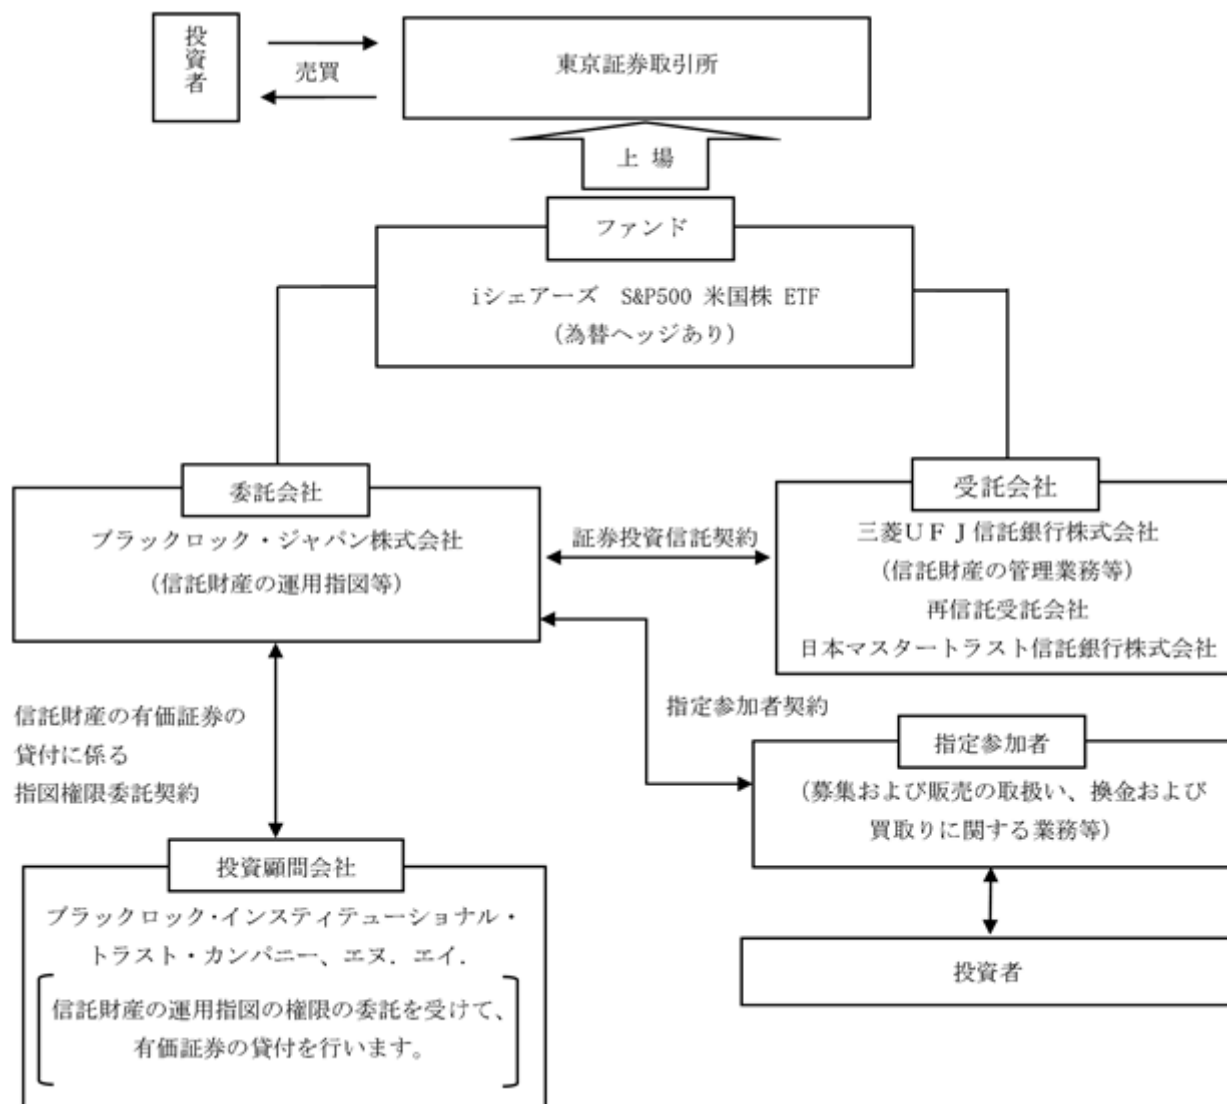 投資者
売買
東京証券取引所
上 場
ファンド
iシェアーズ S&P500 米国株 ETF
(為替ヘッジあり)
委託会社
ブラックロック・ジャパン株式会社
(信託財産の運用指図等)
証券投資信託契約
受託会社
三菱UFJ信託銀行株式会社
(信託財産の管理業務等)
再信託受託会社
日本マスタートラスト信託銀行株式会社
信託財産の有価証券の
貸付に係る
指図権限委託契約
指定参加者契約
指定参加者
(募集および販売の取扱い、換金および
買取りに関する業務等)
投資顧問会社
ブラックロック・インスティテューショナル・
トラスト・カンパニー、エヌ．エイ．
信託財産の運用指図の権限の委託を受けて、
有価証券の貸付を行います。
投資者